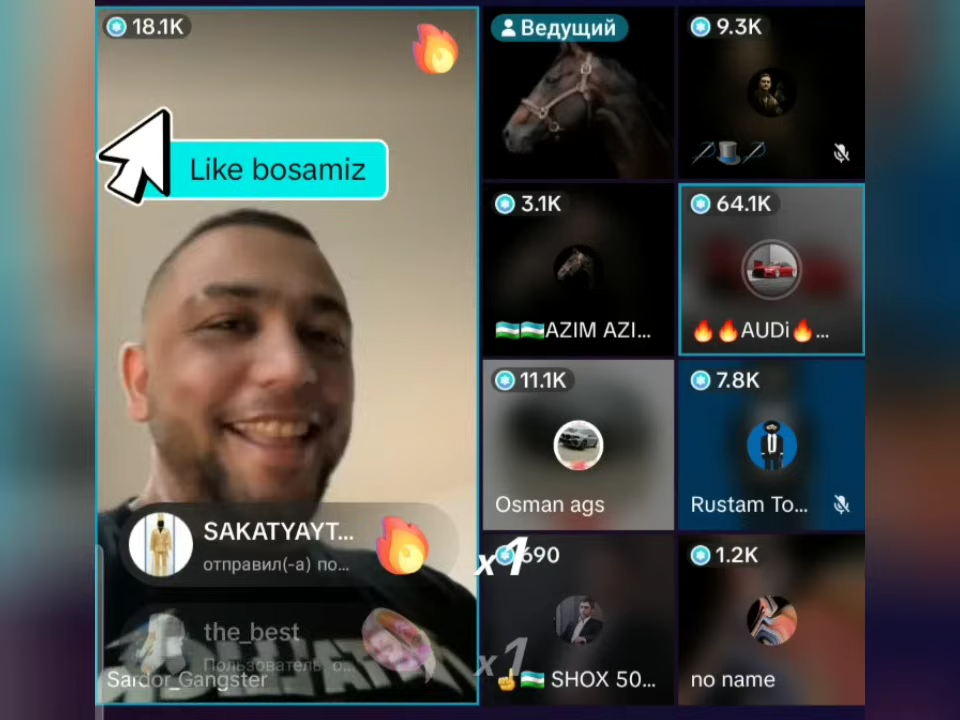 18.1K
Like bosamiz
SAKATYAYT...
отправил(-а) по...
the_best
Пользователь, о...
Sardor_Gangster
Ведущий
9.3K
3.1K
AZIM AZI...
64.1K
AUDi
...
11.1K
Osman ags
7.8K
Rustam To...
x1
690
x1
SHOX 50...
1.2K
no name